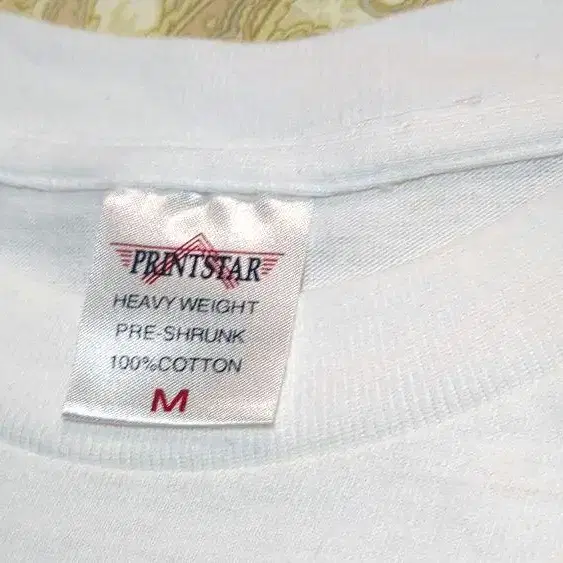 PRINTSTAR
HEAVY WEIGHT
PRE-SHRUNK
100%COTTON
M